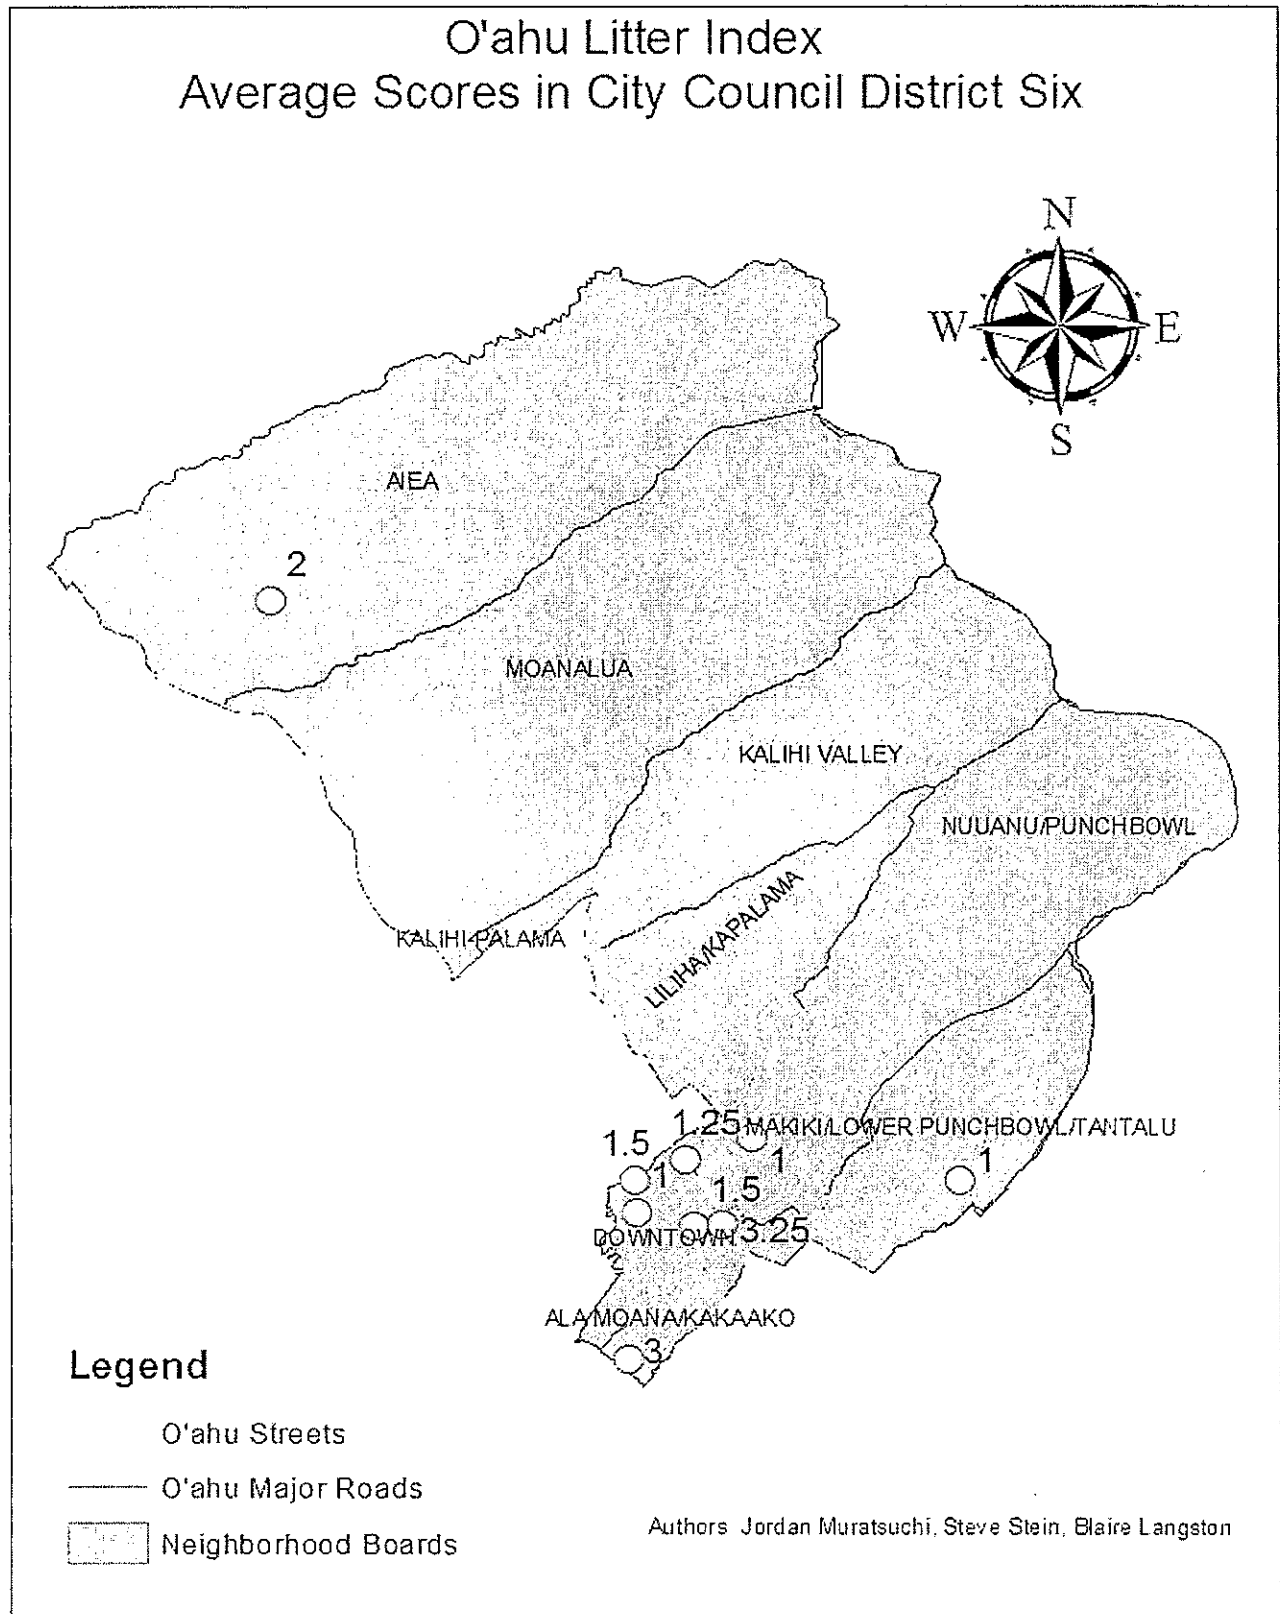 O'ahu Litter Index
Average Scores in City Council District Six
N
W E
S
AIEA
2
MOANALUA
KALIHI VALLEY
NUUANU/PUNCHBOWL
KALIHI-PALAMA
LILIHA/KAPALAMA
1.25 MAKIKI/LOWER PUNCHBOWL/TANTALU
1.5 1 1 1
1.5
DOWNTOWN 3.25
ALA MOANA/KAKAAKO
3
Legend
O'ahu Streets
O'ahu Major Roads
Neighborhood Boards
Authors Jordan Muratsuchi, Steve Stein, Blaire Langston